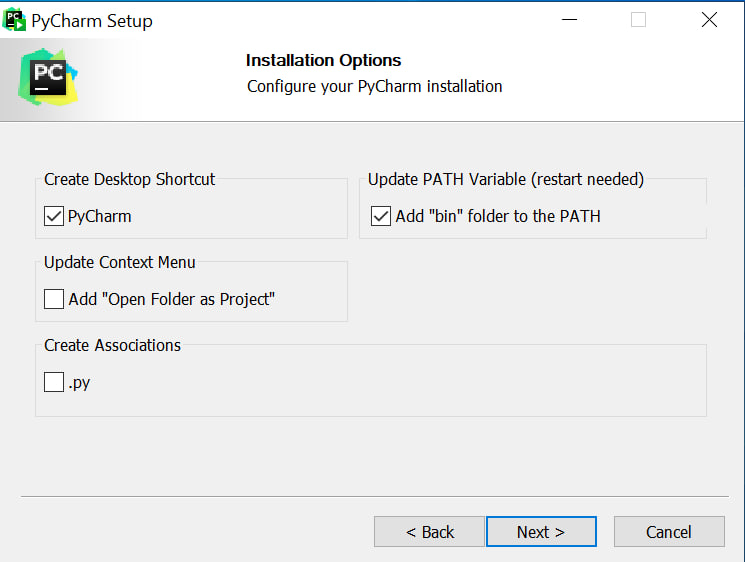 PyCharm Setup
PC
Installation Options
Configure your PyCharm installation
Create Desktop Shortcut
PyCharm
Update PATH Variable (restart needed)
Add "bin" folder to the PATH
Update Context Menu
Add "Open Folder as Project"
Create Associations
.py
< Back
Next >
Cancel